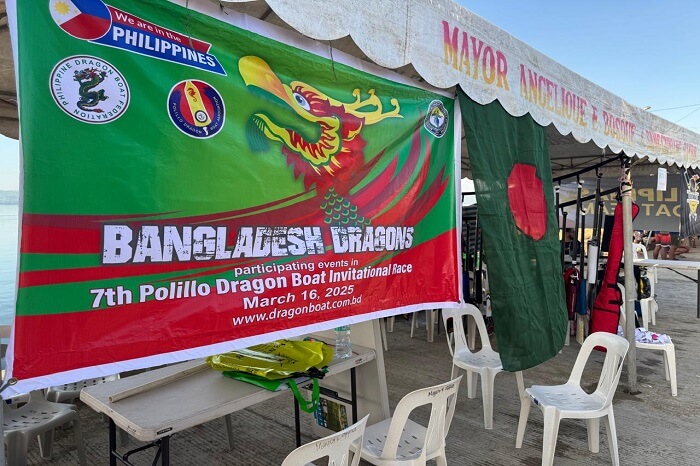 We are in the
PHILIPPINES
PHILIPPINE DRAGON BOAT FEDERATION
BANGLADESH DRAGONS
participating events in
7th Polillo Dragon Boat Invitational Race
March 16, 2025
www.dragonboat.com.bd
MAYOR ANGELIQUE E. BOSQUE